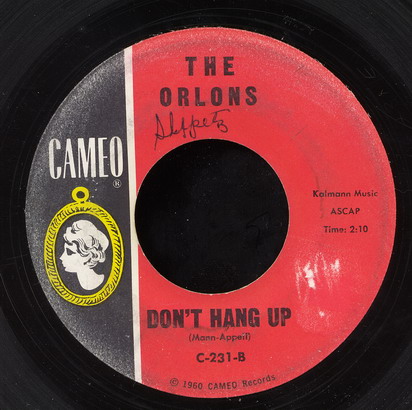 THE
ORLONS
CAMEO
®
Kalmann Music
ASCAP
Time: 2:10
DON'T HANG UP
(Mann-Appell)
C-231-B
© 1960 CAMEO Records